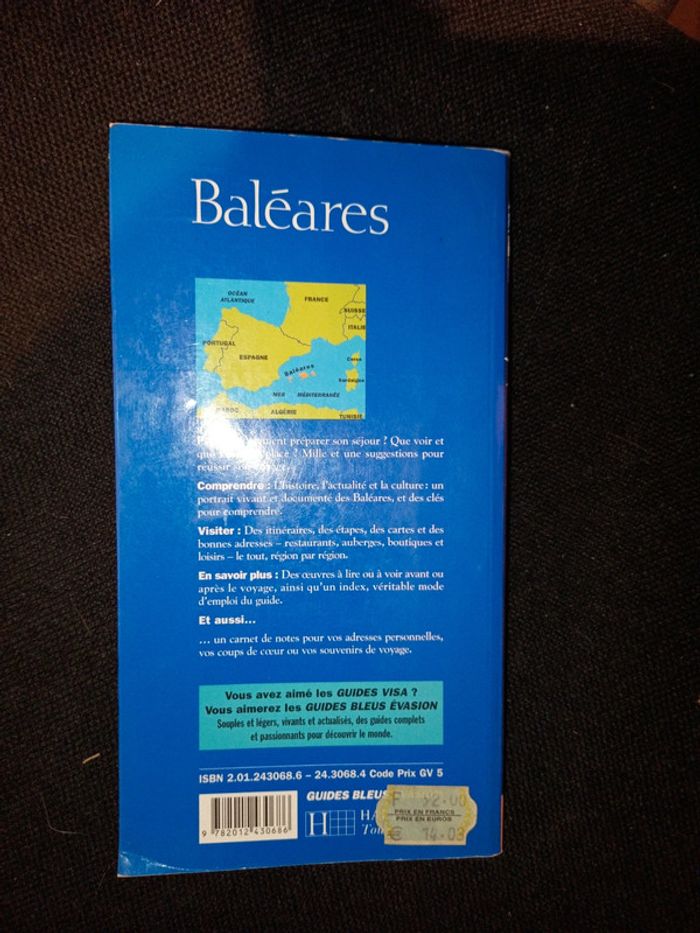 Baléares
OCÉAN
ATLANTIQUE
FRANCE
SUISSE
ITALIE
PORTUGAL
ESPAGNE
Corse
Baléares
Sardaigne
MER MÉDITERRANÉE
MAROC
ALGÉRIE
TUNISIE
préparer son séjour ? Que voir et
place ? Mille et une suggestions pour
réussir
Comprendre : L'histoire, l'actualité et la culture : un
portrait vivant et documenté des Baléares, et des clés
pour comprendre.
Visiter : Des itinéraires, des étapes, des cartes et des
bonnes adresses – restaurants, auberges, boutiques et
loisirs – le tout, région par région.
En savoir plus : Des œuvres à lire ou à voir avant ou
après le voyage, ainsi qu'un index, véritable mode
d'emploi du guide.
Et aussi...
... un carnet de notes pour vos adresses personnelles,
vos coups de cœur ou vos souvenirs de voyage.
Vous avez aimé les GUIDES VISA ?
Vous aimerez les GUIDES BLEUS ÉVASION
Souples et légers, vivants et actualisés, des guides complets
et passionnants pour découvrir le monde.
ISBN 2.01.243068.6 – 24.3068.4 Code Prix GV 5
GUIDES BLEUS
F 92.00
PRIX EN FRANCS
PRIX EN EUROS
€ 14.03
H
9 782012 430686